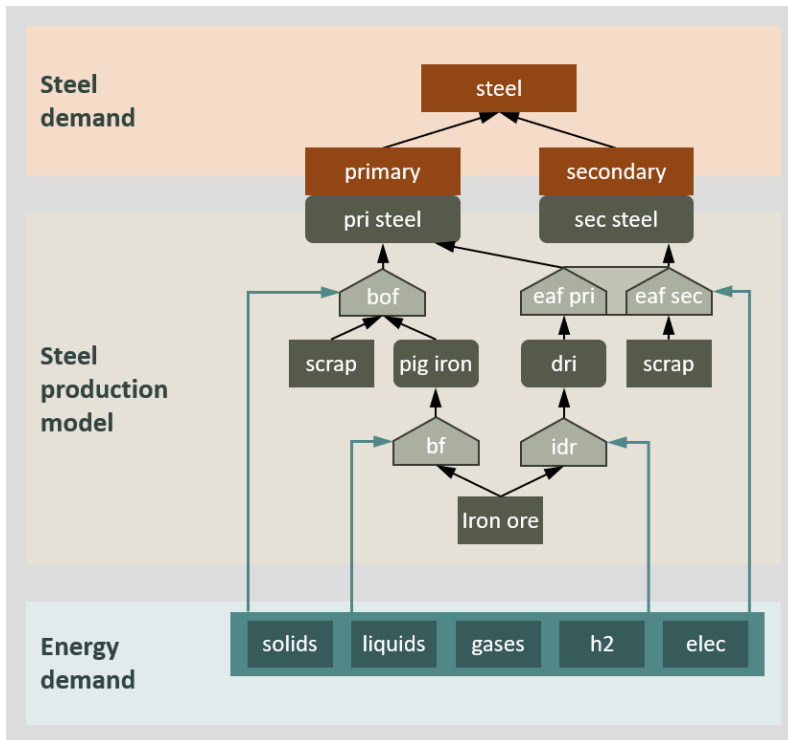 Steel
demand
steel
primary
secondary
pri steel
sec steel
Steel
production
model
bof
eaf pri
eaf sec
scrap
pig iron
dri
scrap
bf
idr
Iron ore
Energy
demand
solids
liquids
gases
h2
elec